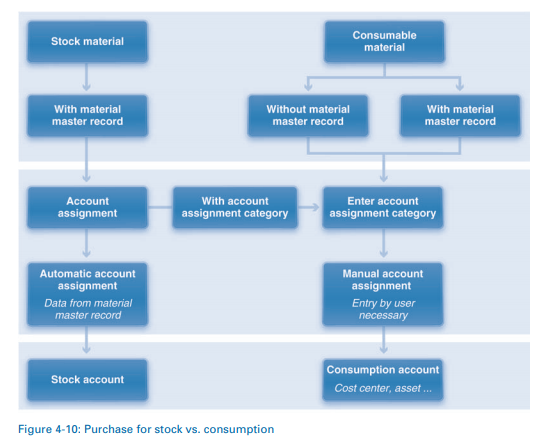 Stock material
Consumable
material
With material
master record
Without material
master record
With material
master record
Account
assignment
With account
assignment category
Enter account
assignment category
Automatic account
assignment
Data from material
master record
Manual account
assignment
Entry by user
necessary
Stock account
Consumption account
Cost center, asset ...
Figure 4-10: Purchase for stock vs. consumption